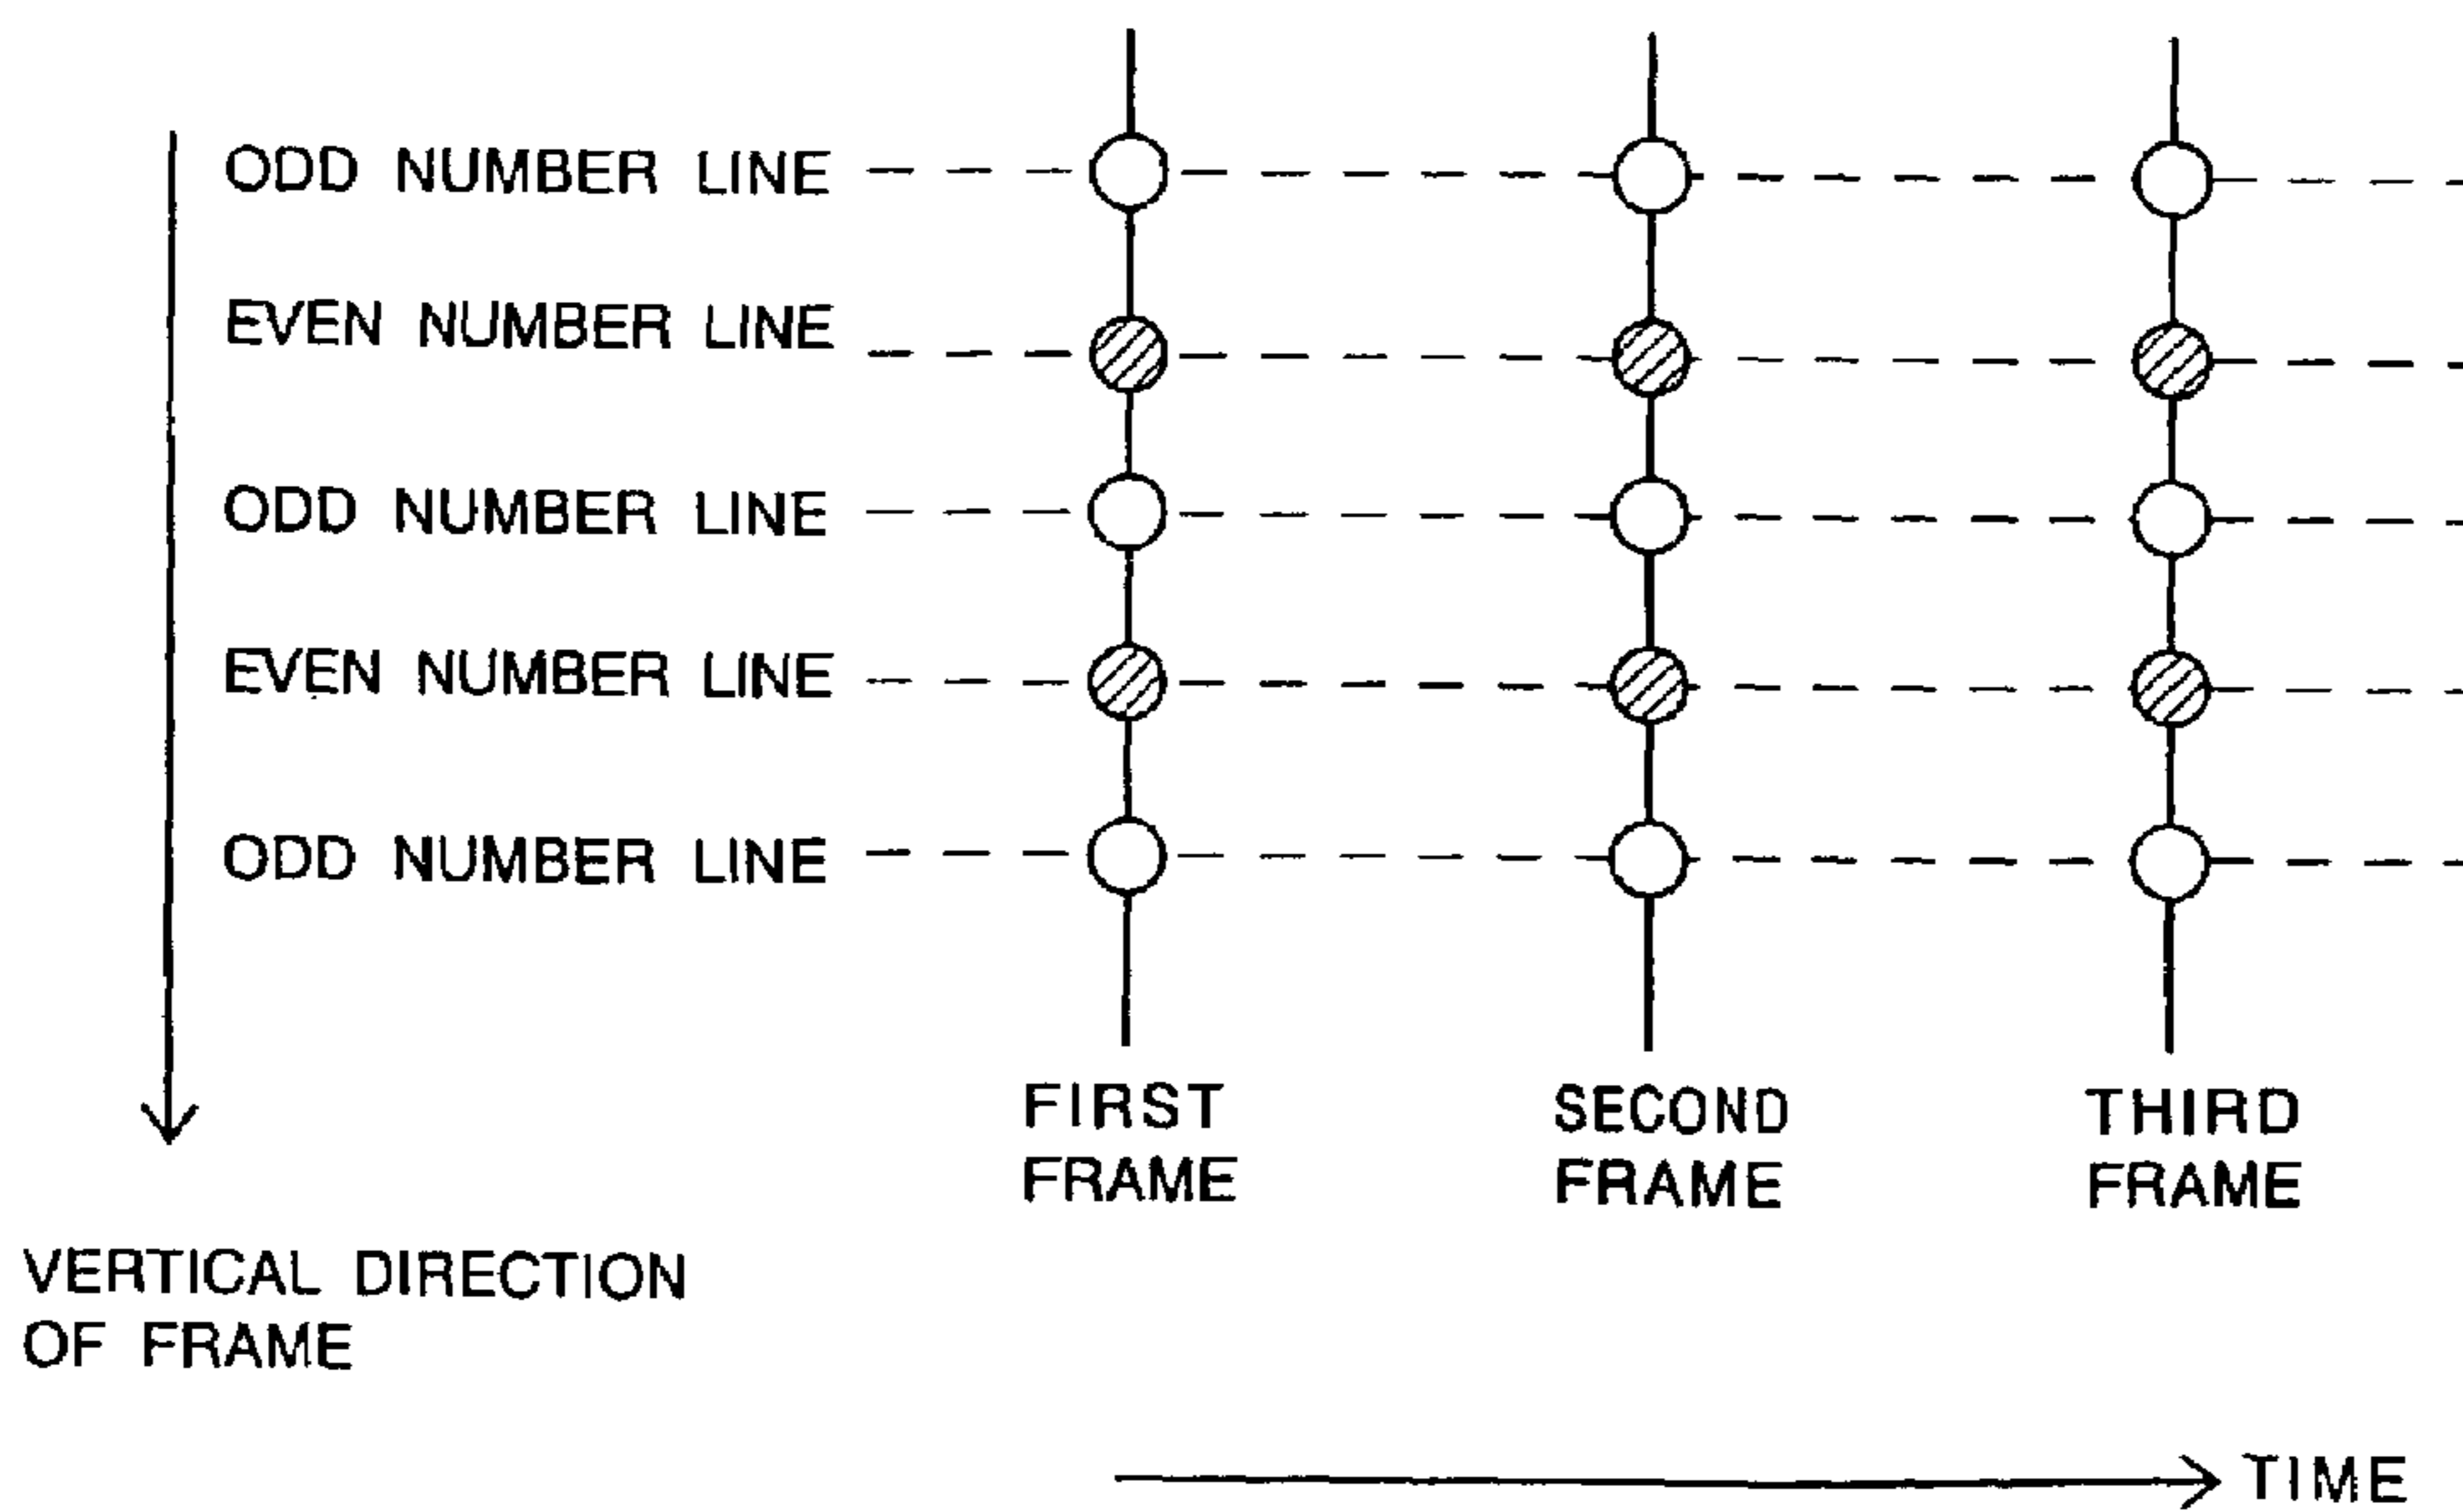 ODD NUMBER LINE
EVEN NUMBER LINE
ODD NUMBER LINE
EVEN NUMBER LINE
ODD NUMBER LINE
FIRST
FRAME
SECOND
FRAME
THIRD
FRAME
VERTICAL DIRECTION
OF FRAME
TIME